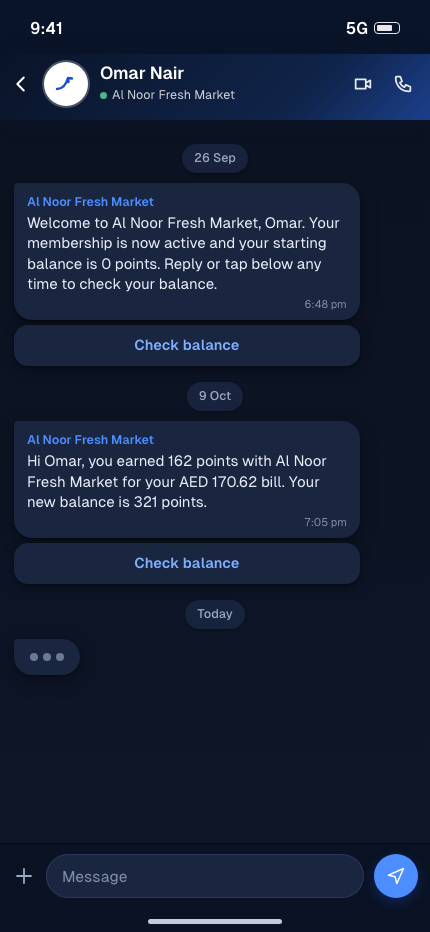 9:41
5G
Omar Nair
Al Noor Fresh Market
26 Sep
Al Noor Fresh Market
Welcome to Al Noor Fresh Market, Omar. Your
membership is now active and your starting
balance is 0 points. Reply or tap below any
time to check your balance.
6:48 pm
Check balance
9 Oct
Al Noor Fresh Market
Hi Omar, you earned 162 points with Al Noor
Fresh Market for your AED 170.62 bill. Your
new balance is 321 points.
7:05 pm
Check balance
Today
Message